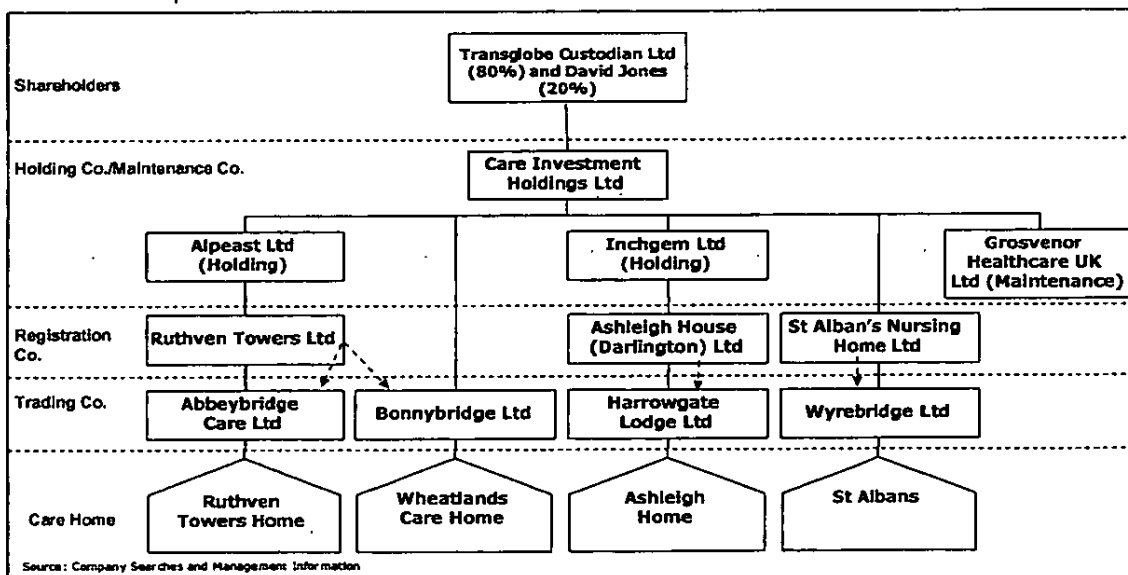 Transglobe Custodian Ltd
(80%) and David Jones
(20%)
Shareholders
Holding Co./Maintenance Co.
Care Investment
Holdings Ltd
Alpeast Ltd
(Holding)
Inchgem Ltd
(Holding)
Grosvenor
Healthcare UK
Ltd (Maintenance)
Registration
Co.
Ruthven Towers Ltd
Ashleigh House
(Darlington) Ltd
St Alban's Nursing
Home Ltd
Trading Co.
Abbeybridge
Care Ltd
Bonnybridge Ltd
Harrowgate
Lodge Ltd
Wyrebridge Ltd
Care Home
Ruthven
Towers Home
Wheatlands
Care Home
Ashleigh
Home
St Albans
Source: Company Searches and Management Information